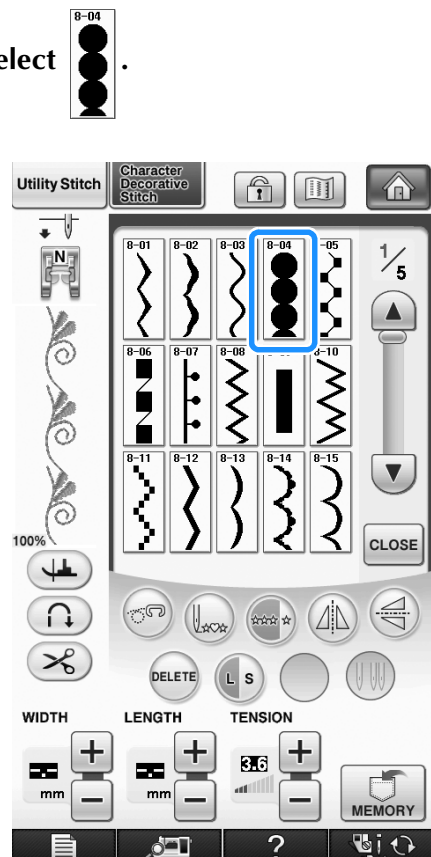 8-04
elect .
Utility Stitch
Character
Decorative
Stitch
N
8-01 8-02 8-03 8-04 -05
1/5
8-06 8-07 8-08 8-10
8-11 8-12 8-13 8-14 8-15
100%
CLOSE
DELETE L S
WIDTH LENGTH TENSION
3.6
mm mm
MEMORY
?